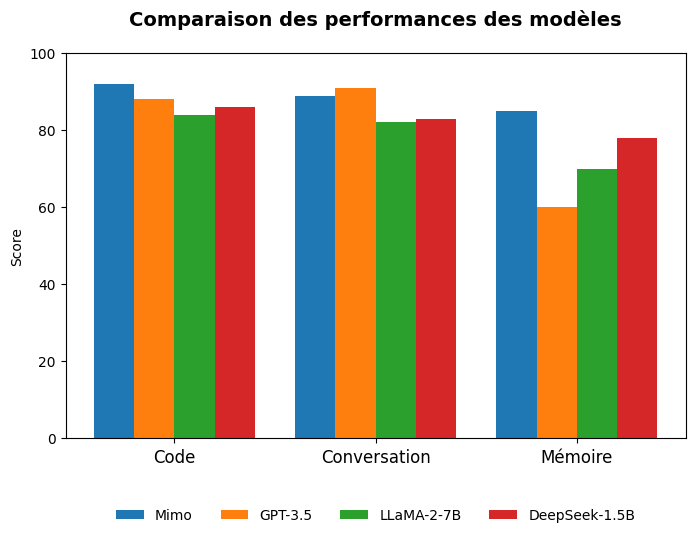 Comparaison des performances des modèles
100
80
60
40
20
0
Score
Code Conversation Mémoire
Mimo GPT-3.5 LLaMA-2-7B DeepSeek-1.5B